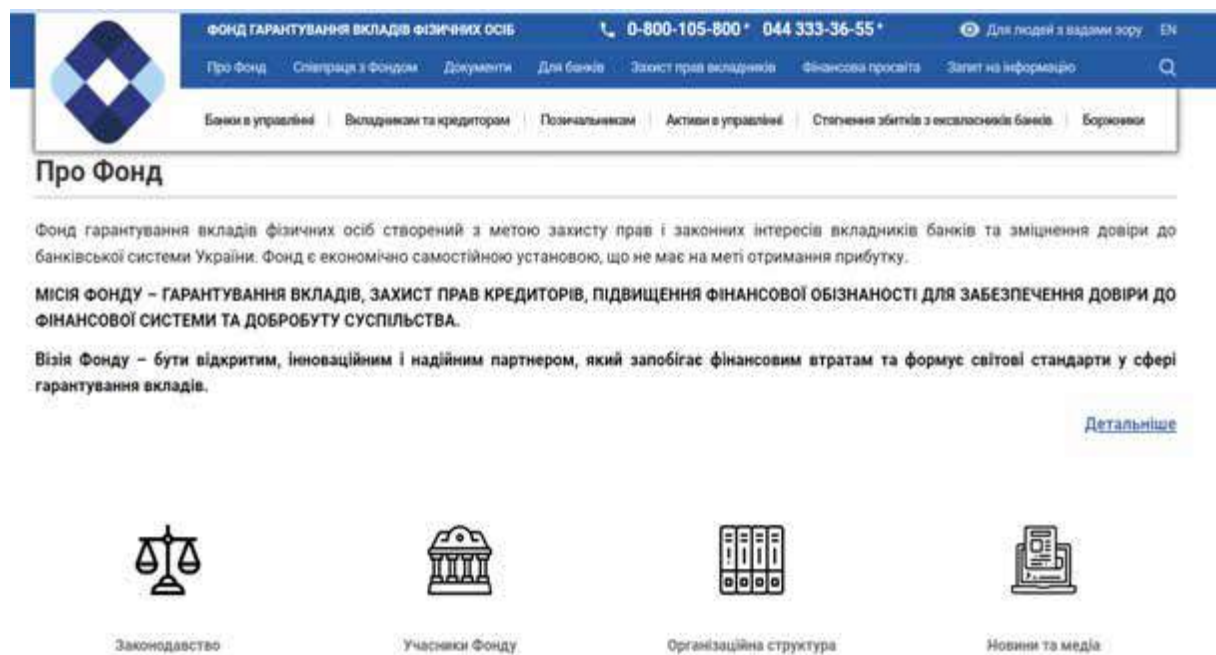 ФОНД ГАРАНТУВАННЯ ВКЛАДІВ ФІЗИЧНИХ ОСІБ 0-800-105-800* 044 333-36-55* Для людей з вадами зору EN
Про Фонд Співпраця з Фондом Документи Для банків Захист прав вкладників Фінансова просвіта Запит на інформацію
Банки в управлінні Вкладникам та кредиторам Позичальникам Активи в управлінні Стягнення збитків з ексвласників банків Боржники
Про Фонд
Фонд гарантування вкладів фізичних осіб створений з метою захисту прав і законних інтересів вкладників банків та зміцнення довіри до
банківської системи України. Фонд є економічно самостійною установою, що не має на меті отримання прибутку.
МІСІЯ ФОНДУ – ГАРАНТУВАННЯ ВКЛАДІВ, ЗАХИСТ ПРАВ КРЕДИТОРІВ, ПІДВИЩЕННЯ ФІНАНСОВОЇ ОБІЗНАНОСТІ ДЛЯ ЗАБЕЗПЕЧЕННЯ ДОВІРИ ДО
ФІНАНСОВОЇ СИСТЕМИ ТА ДОБРОБУТУ СУСПІЛЬСТВА.
Візія Фонду – бути відкритим, інноваційним і надійним партнером, який запобігає фінансовим втратам та формує світові стандарти у сфері
гарантування вкладів.
Детальніше
Законодавство Учасники Фонду Організаційна структура Новини та медіа